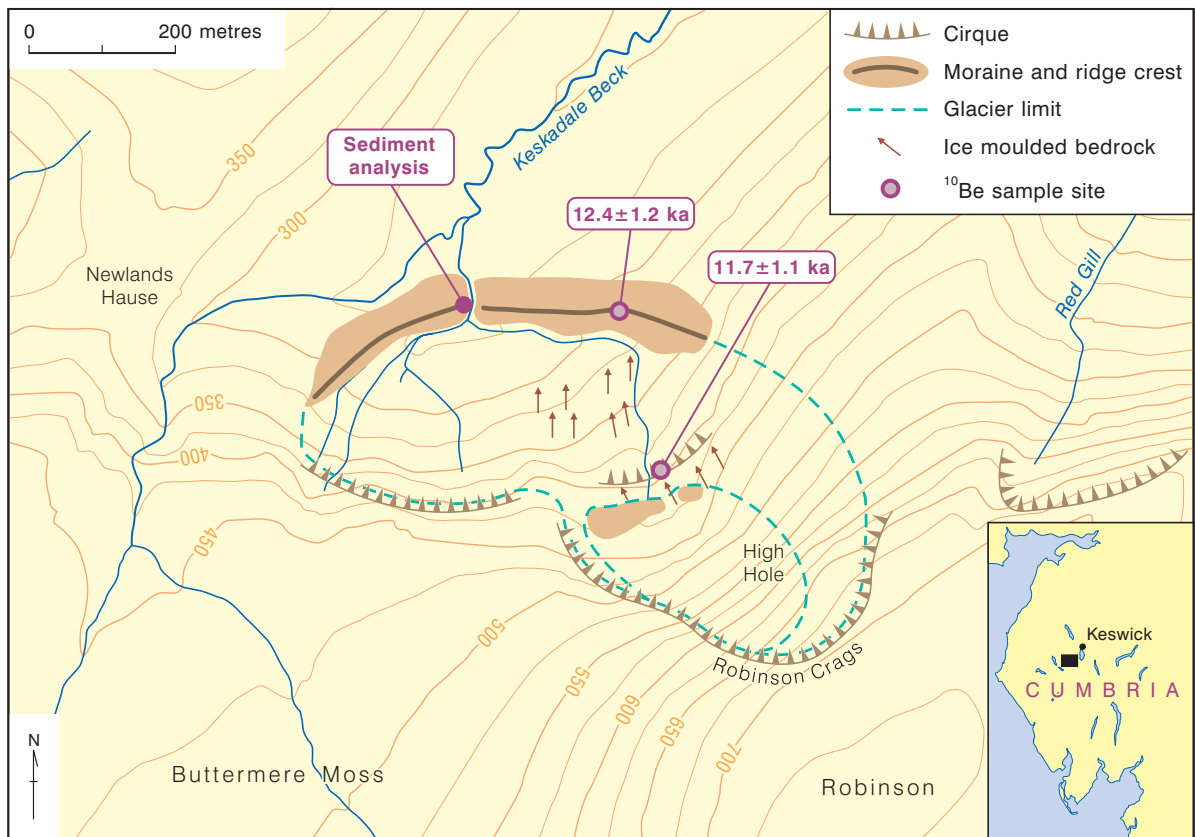 0 200 metres
Cirque
Moraine and ridge crest
Glacier limit
Ice moulded bedrock
¹⁰Be sample site
Keskadale Beck
350
Sediment
analysis
300
12.4±1.2 ka
11.7±1.1 ka
Newlands
Hause
Red Gill
350
400
450
High
Hole
500
Robinson Crags
550
600
650
700
N
Buttermere Moss
Robinson
Keswick
CUMBRIA